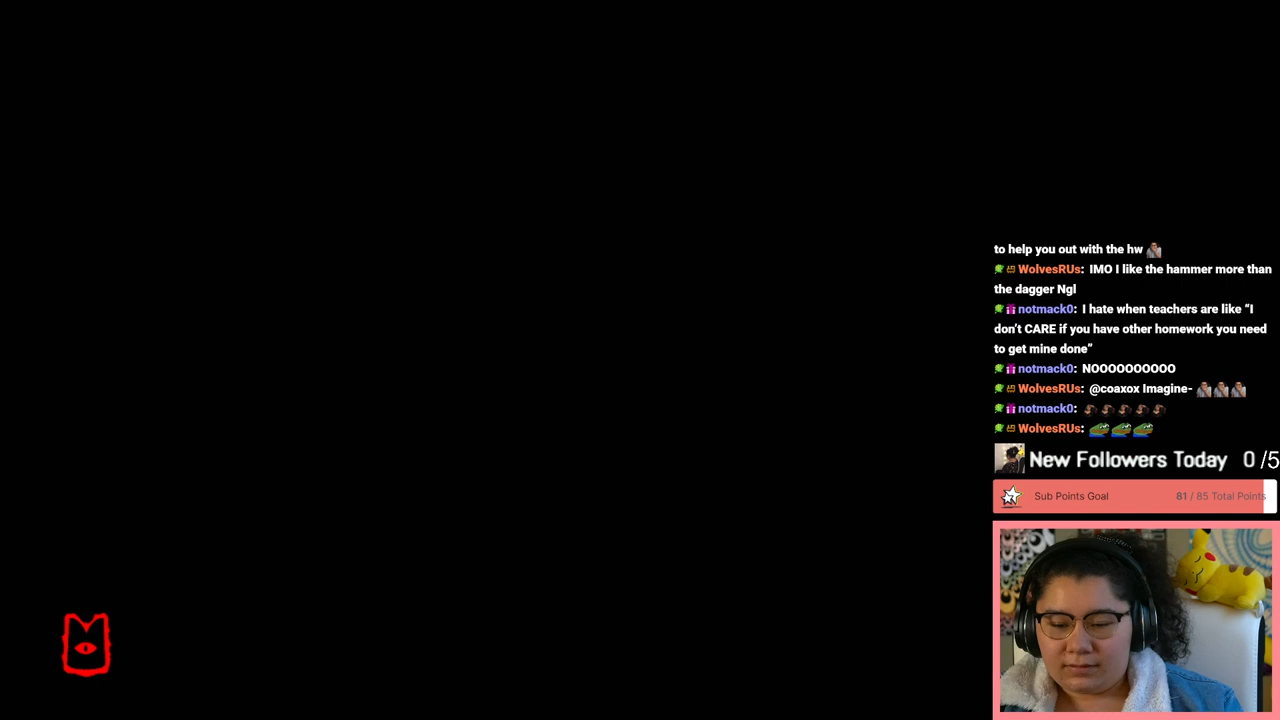 to help you out with the hw
WolvesRUs: IMO I like the hammer more than
the dagger Ngl
notmack0: I hate when teachers are like “I
don’t CARE if you have other homework you need
to get mine done”
notmack0: NOOOOOOOOOO
WolvesRUs: @coaxox Imagine-
notmack0:
WolvesRUs:
New Followers Today 0 /5
Sub Points Goal 81 / 85 Total Points